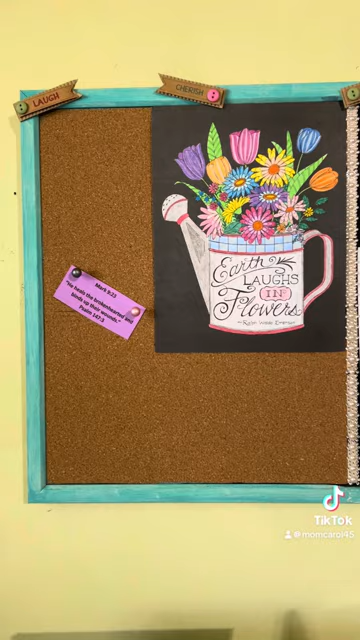 LAUGH
CHERISH
Earth
LAUGHS
IN
Flowers
—Ralph Waldo Emerson
Mark 9:23
"He heals the brokenhearted and
binds up their wounds."
Psalm 147:3
TikTok
@momcarol45